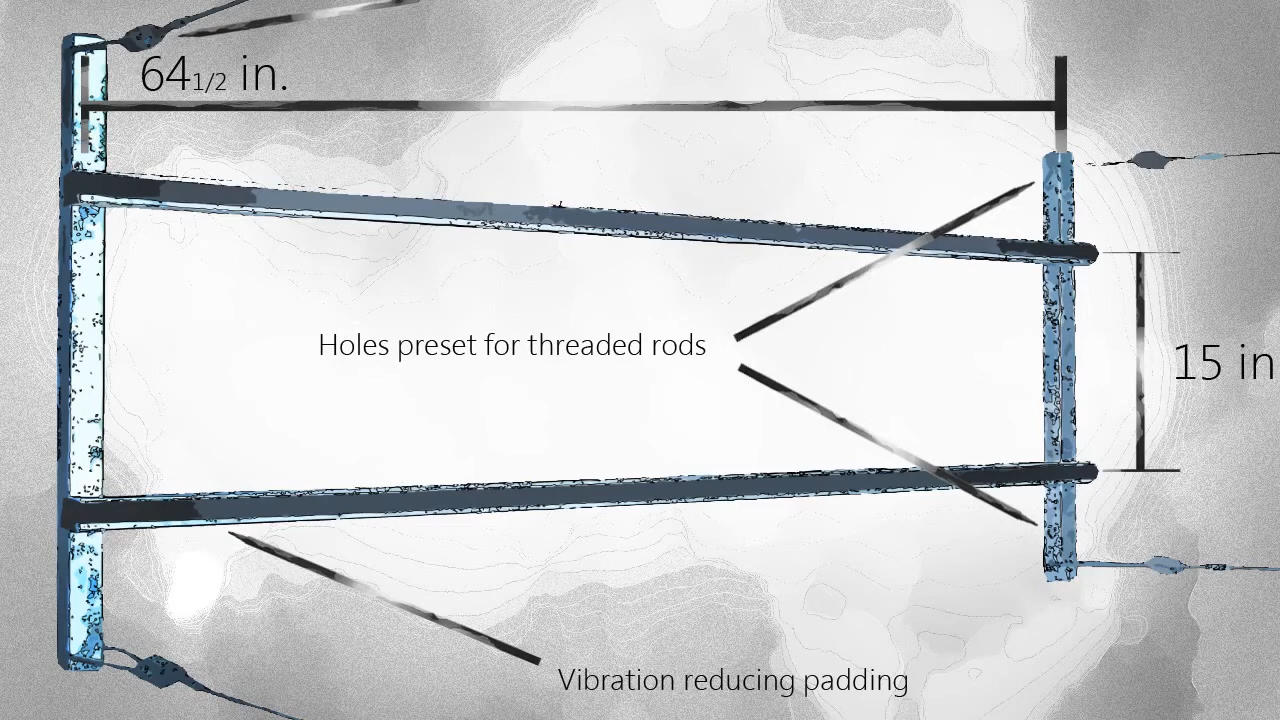 64 1/2 in.
Holes preset for threaded rods
15 in
Vibration reducing padding